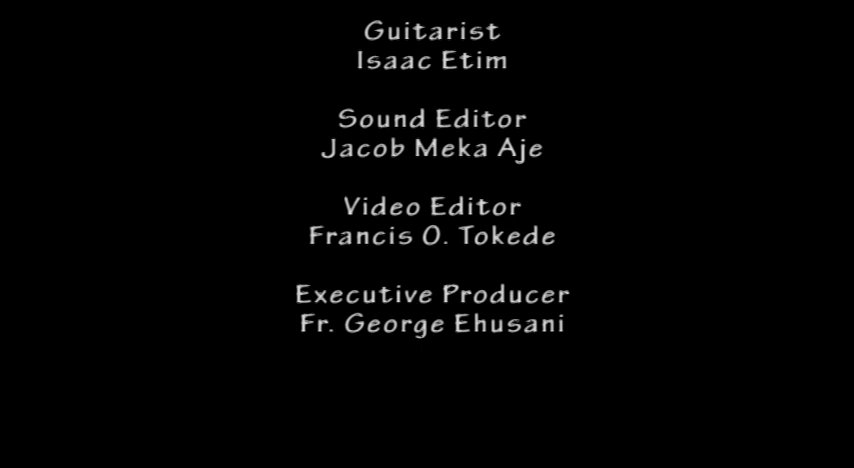 Guitarist
Isaac Etim
Sound Editor
Jacob Meka Aje
Video Editor
Francis O. Tokede
Executive Producer
Fr. George Ehusani